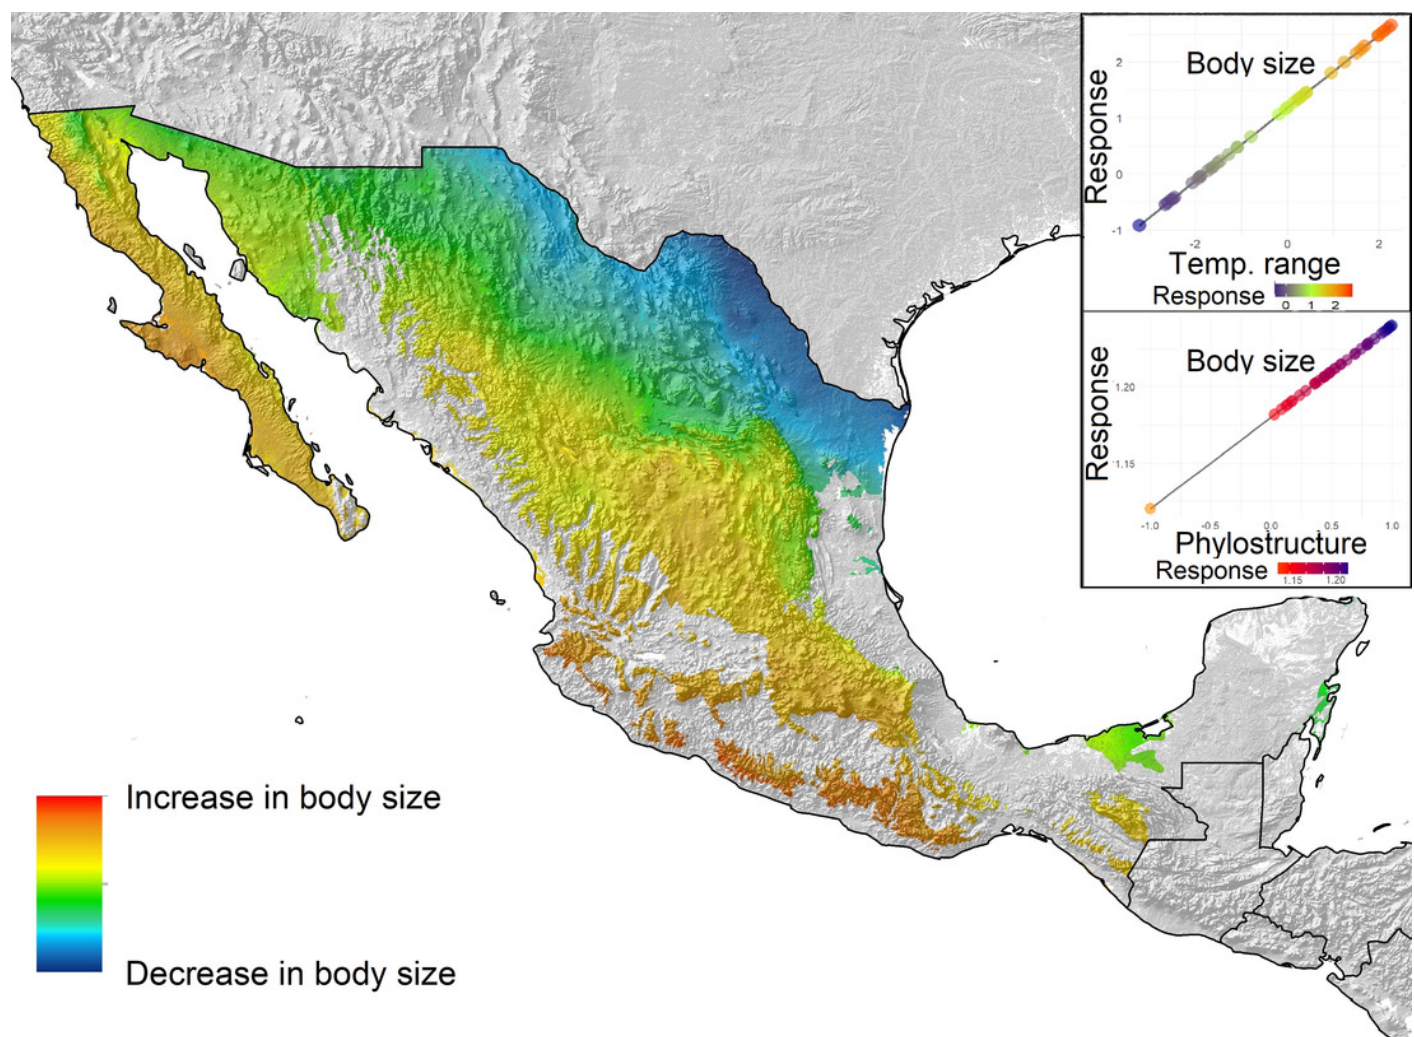 Body size
Response
2
1
0
-1
-2
0
2
Temp. range
Response
0 1 2
Body size
Response
1.20
1.15
-1.0
-0.5
0.0
0.5
1.0
Phylostructure
Response
1.15 1.20
Increase in body size
Decrease in body size